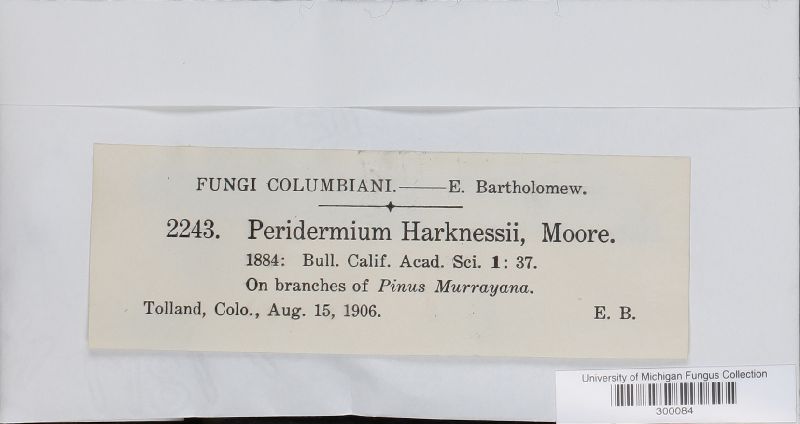 FUNGI COLUMBIANI.——E. Bartholomew.
2243. Peridermium Harknessii, Moore.
1884: Bull. Calif. Acad. Sci. 1: 37.
On branches of Pinus Murrayana.
Tolland, Colo., Aug. 15, 1906. E. B.
University of Michigan Fungus Collection
300084